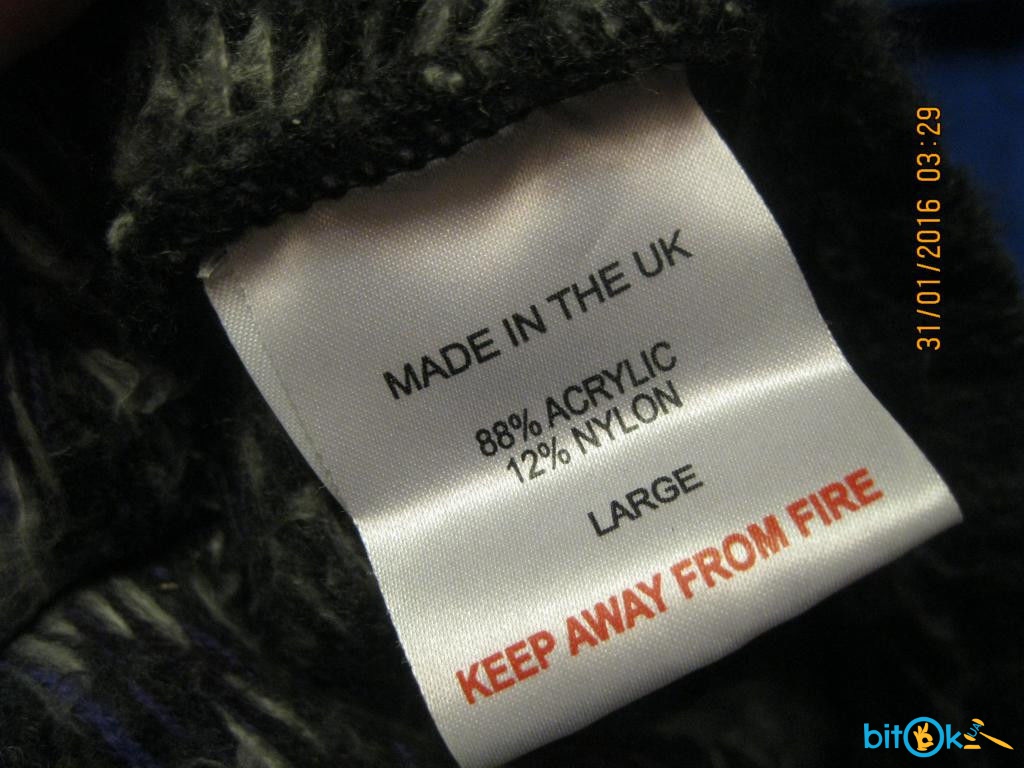 MADE IN THE UK
88% ACRYLIC
12% NYLON
LARGE
KEEP AWAY FROM FIRE
31/01/2016 03:29
bitok UA